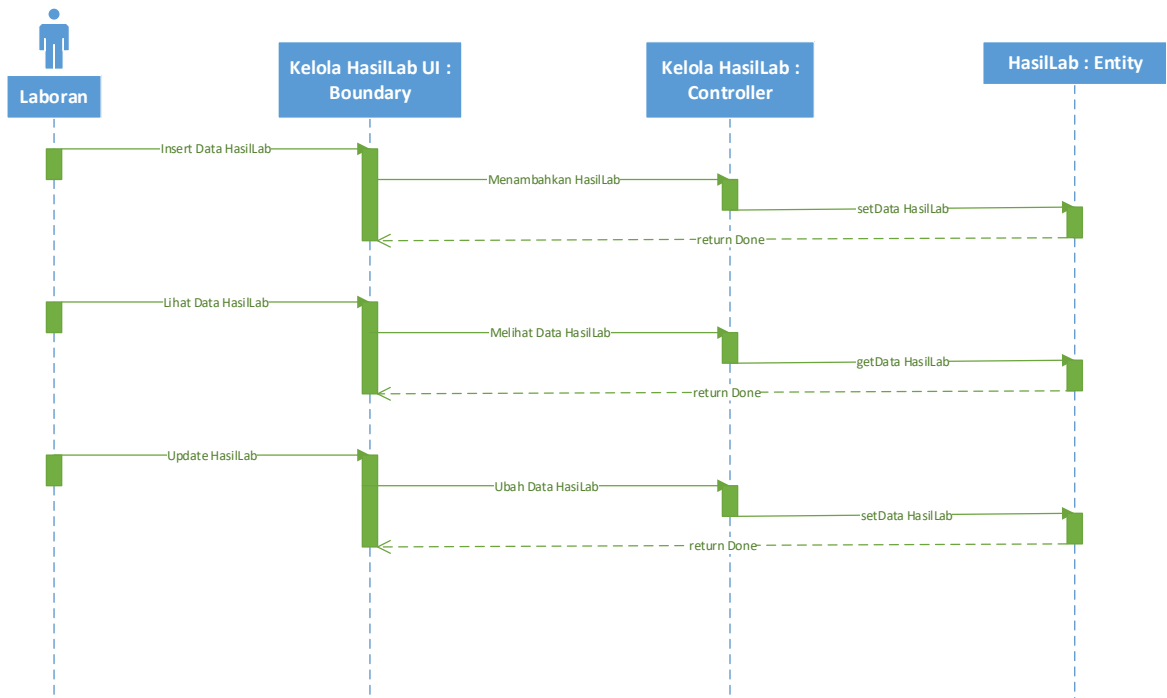 Laboran
Kelola HasilLab UI :
Boundary
Kelola HasilLab :
Controller
HasilLab : Entity
Insert Data HasilLab
Menambahkan HasilLab
setData HasilLab
return Done
Lihat Data HasilLab
Melihat Data HasilLab
getData HasilLab
return Done
Update HasilLab
Ubah Data HasiLab
setData HasilLab
return Done